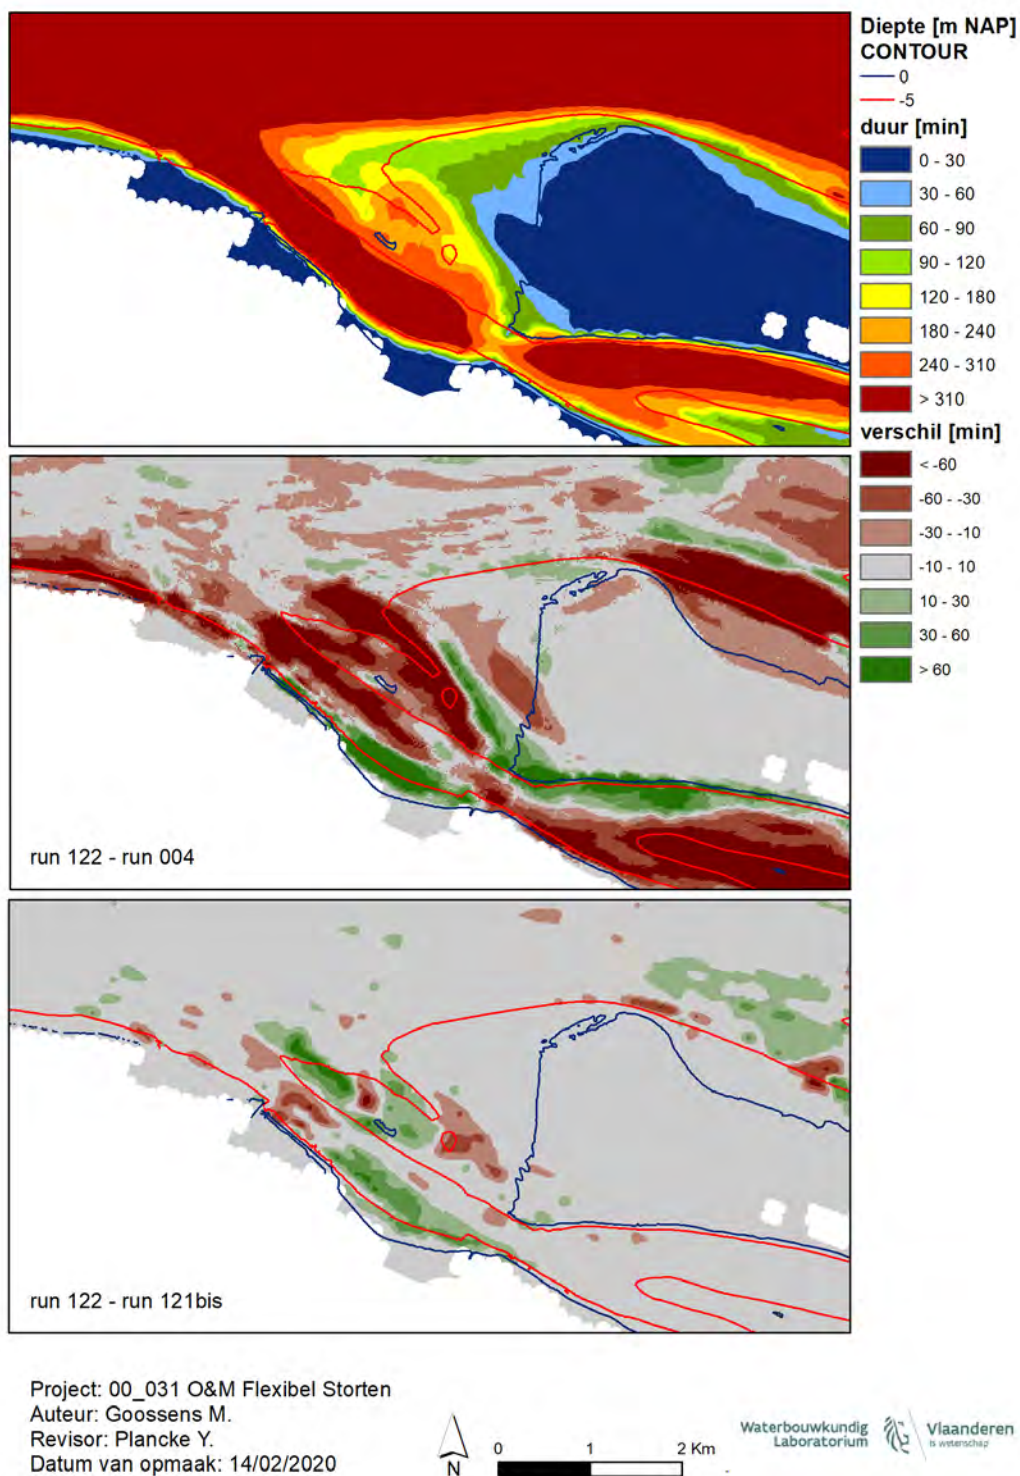 Diepte [m NAP]
CONTOUR
0
-5
duur [min]
0 - 30
30 - 60
60 - 90
90 - 120
120 - 180
180 - 240
240 - 310
> 310
verschil [min]
< -60
-60 - -30
-30 - -10
-10 - 10
10 - 30
30 - 60
> 60
run 122 - run 004
run 122 - run 121bis
Project: 00_031 O&M Flexibel Storten
Auteur: Goossens M.
Revisor: Plancke Y.
Datum van opmaak: 14/02/2020
N
0 1 2 Km
Waterbouwkundig
Laboratorium
Vlaanderen
is wetenschap